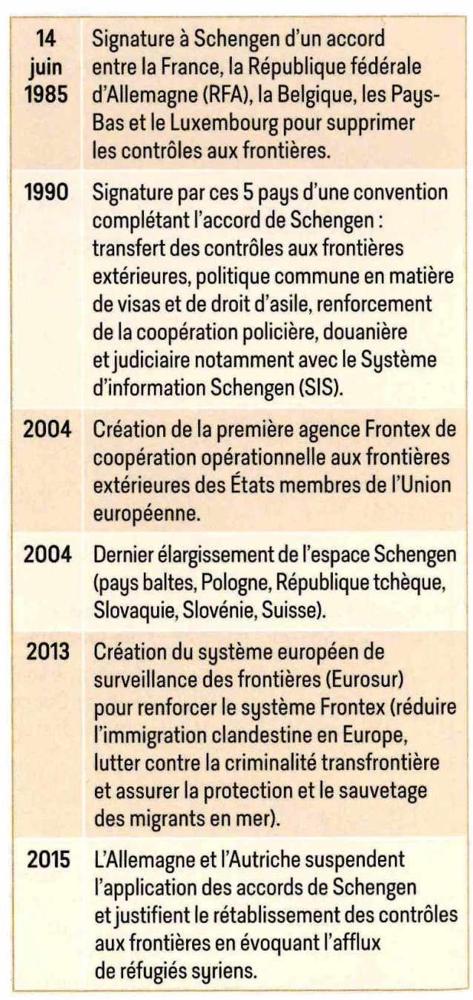 14 juin 1985
Signature à Schengen d'un accord
entre la France, la République fédérale
d'Allemagne (RFA), la Belgique, les Pays-
Bas et le Luxembourg pour supprimer
les contrôles aux frontières.
1990
Signature par ces 5 pays d'une convention
complétant l'accord de Schengen :
transfert des contrôles aux frontières
extérieures, politique commune en matière
de visas et de droit d'asile, renforcement
de la coopération policière, douanière
et judiciaire notamment avec le Système
d'information Schengen (SIS).
2004
Création de la première agence Frontex de
coopération opérationnelle aux frontières
extérieures des États membres de l'Union
européenne.
2004
Dernier élargissement de l'espace Schengen
(pays baltes, Pologne, République tchèque,
Slovaquie, Slovénie, Suisse).
2013
Création du système européen de
surveillance des frontières (Eurosur)
pour renforcer le système Frontex (réduire
l'immigration clandestine en Europe,
lutter contre la criminalité transfrontière
et assurer la protection et le sauvetage
des migrants en mer).
2015
L'Allemagne et l'Autriche suspendent
l'application des accords de Schengen
et justifient le rétablissement des contrôles
aux frontières en évoquant l'afflux
de réfugiés syriens.